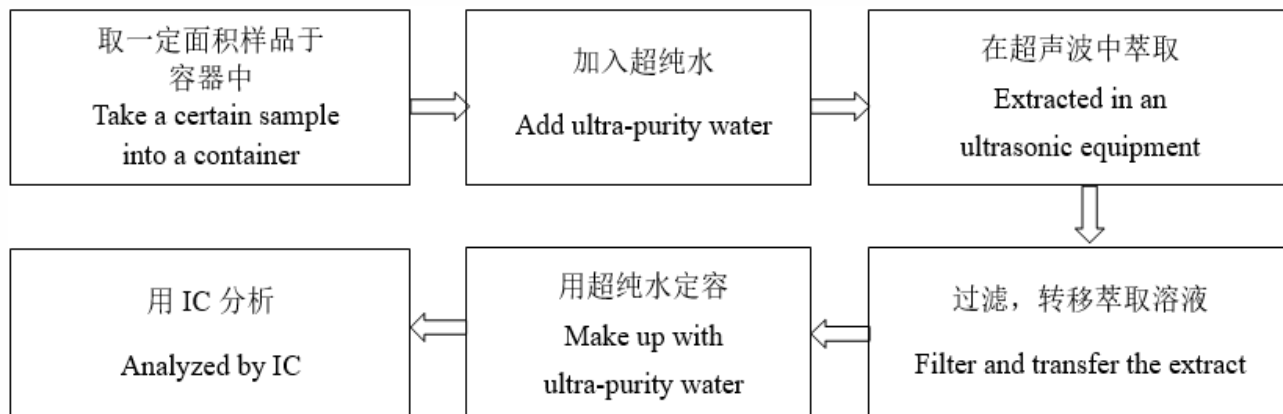 取一定面积样品于
容器中
Take a certain sample
into a container
加入超纯水
Add ultra-purity water
在超声波中萃取
Extracted in an
ultrasonic equipment
过滤，转移萃取溶液
Filter and transfer the extract
用超纯水定容
Make up with
ultra-purity water
用 IC 分析
Analyzed by IC